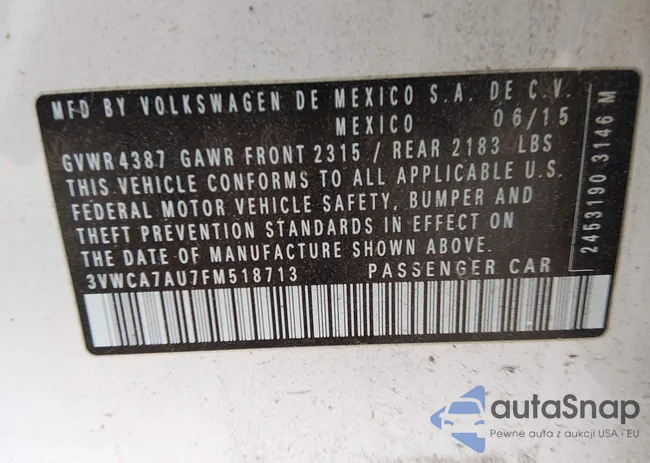 MFD BY VOLKSWAGEN DE MEXICO S.A. DE C.V.
MEXICO 06/15
GVWR 4387 GAWR FRONT 2315 / REAR 2183 LBS
THIS VEHICLE CONFORMS TO ALL APPLICABLE U.S.
FEDERAL MOTOR VEHICLE SAFETY, BUMPER AND
THEFT PREVENTION STANDARDS IN EFFECT ON
THE DATE OF MANUFACTURE SHOWN ABOVE.
3VWCA7AU7FM518713 PASSENGER CAR
2453190 3146 M
autaSnap
Pewne auta z aukcji USA · EU